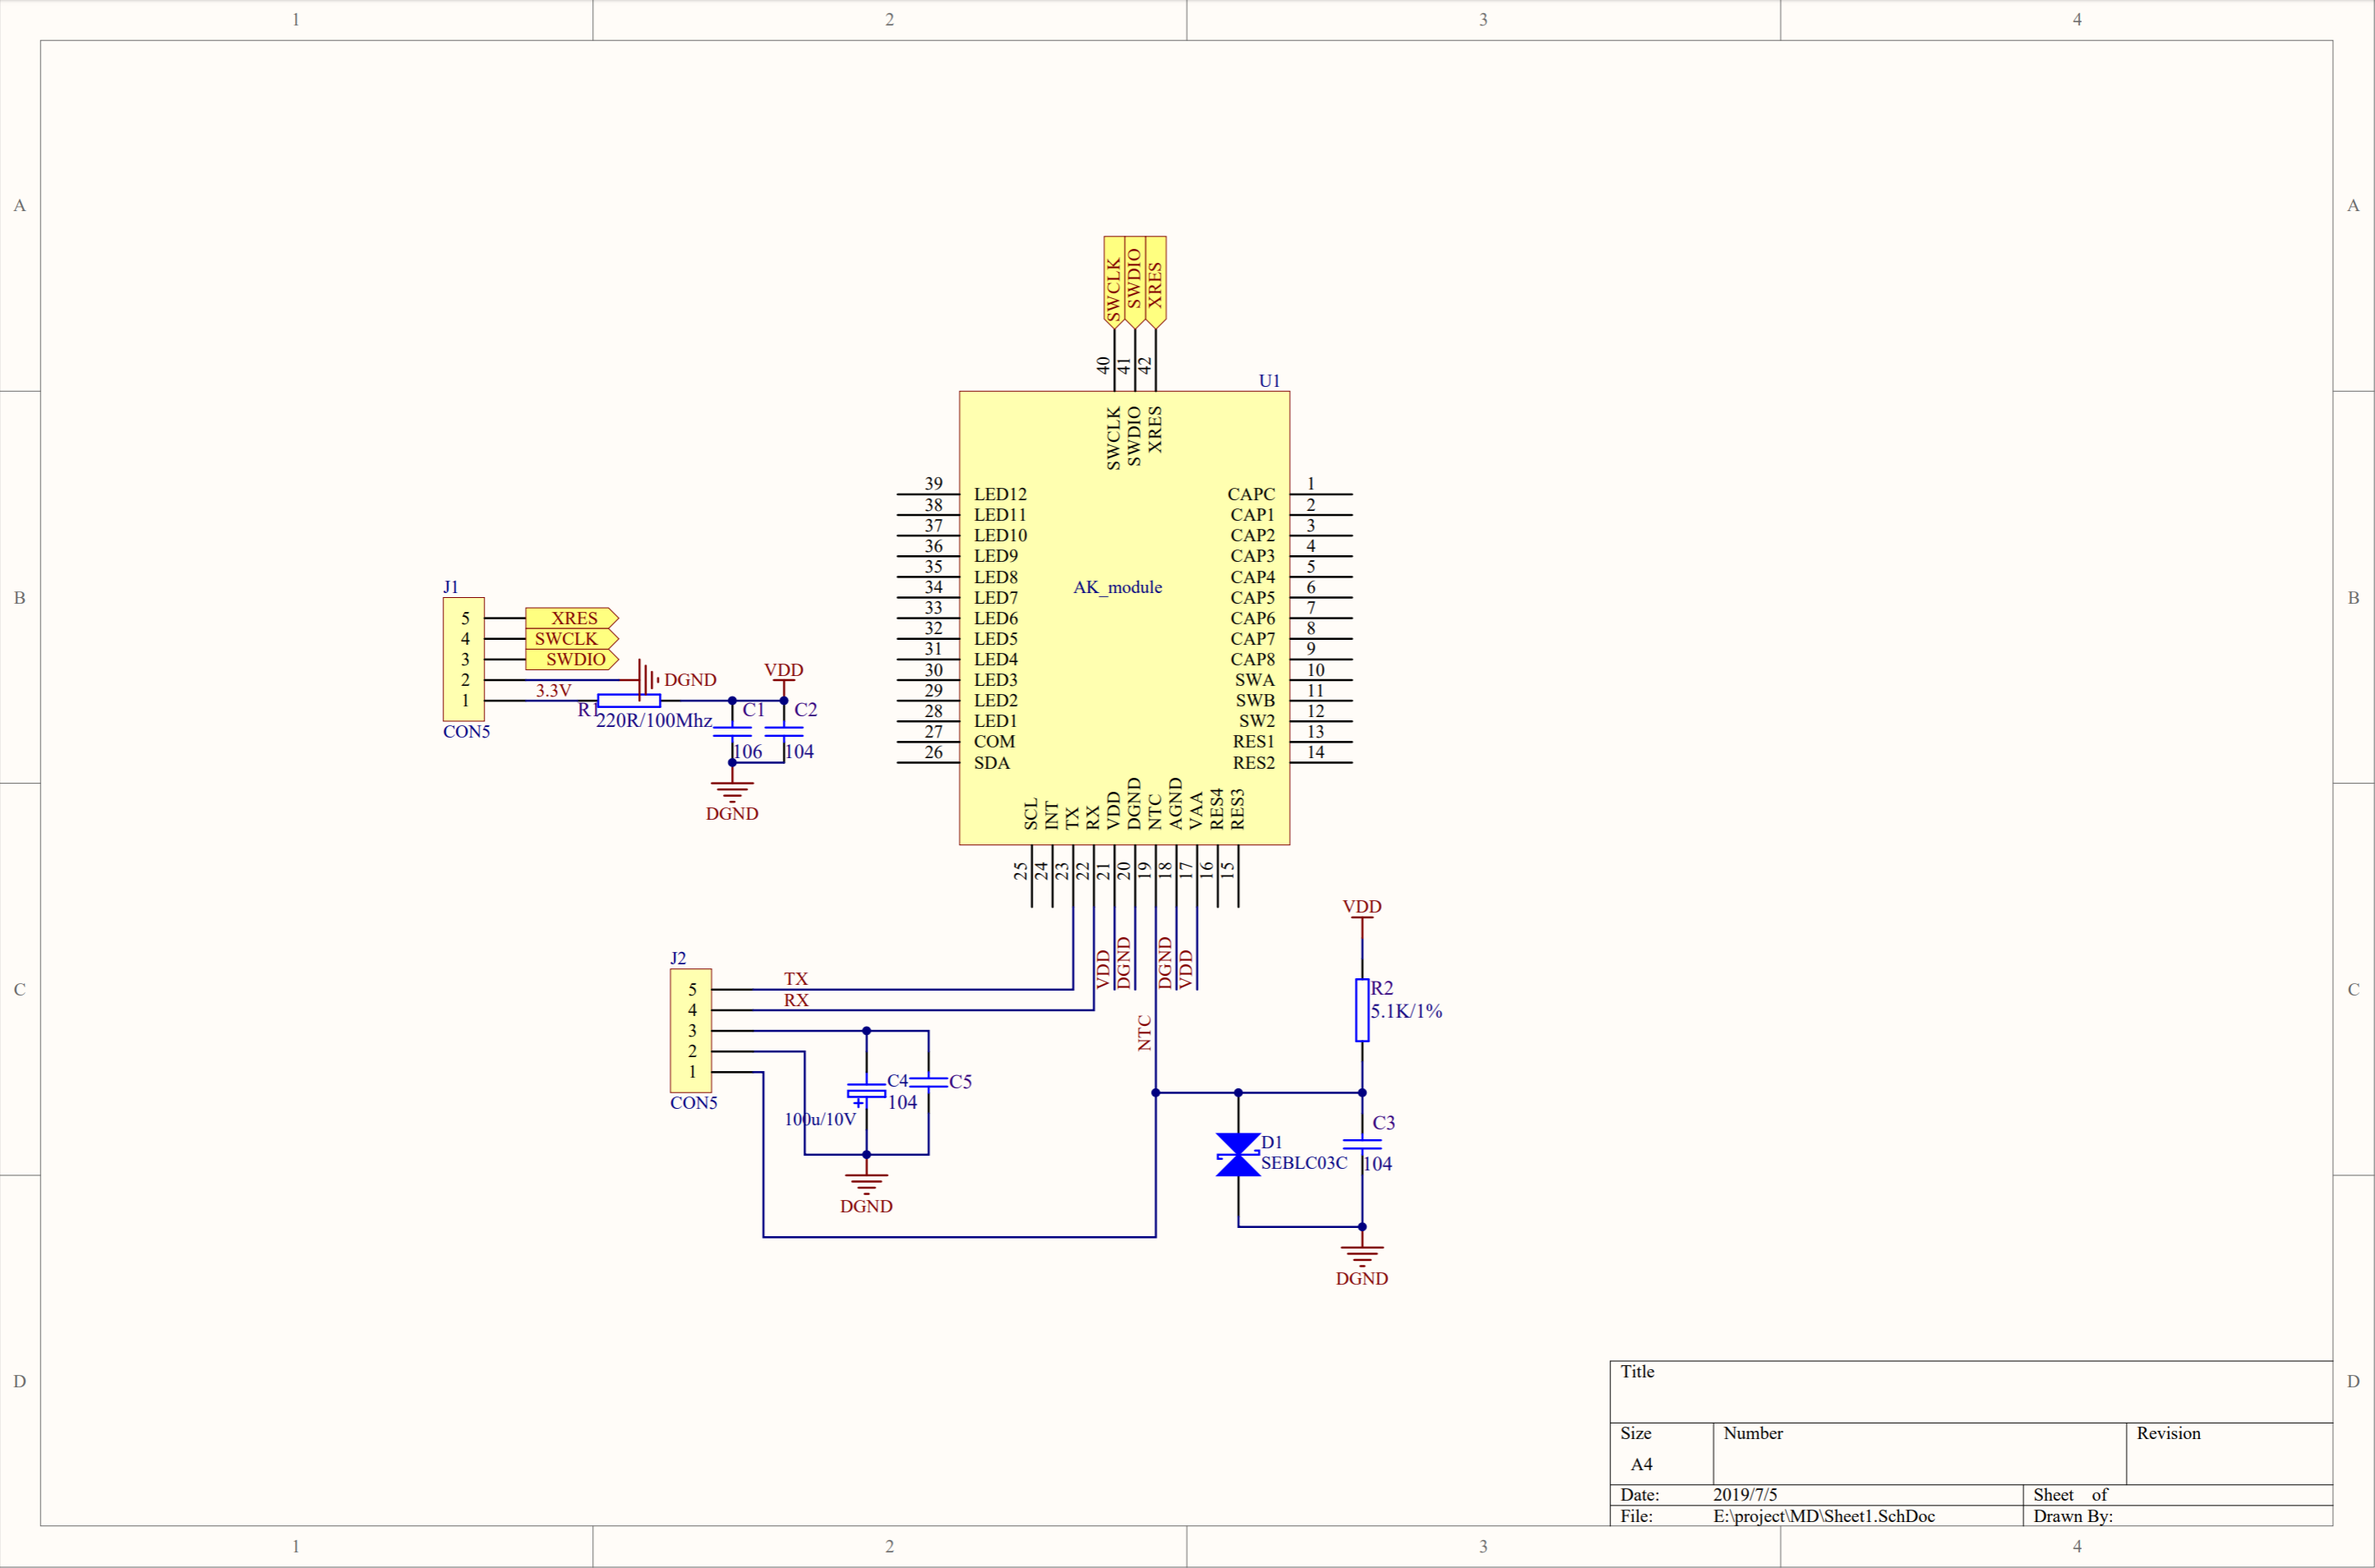 1 2 3 4
A A
SWCLK
SWDIO
XRES
40
41
42
U1
SWCLK
SWDIO
XRES
39 LED12 CAPC 1
38 LED11 CAP1 2
37 LED10 CAP2 3
36 LED9 CAP3 4
35 LED8 CAP4 5
34 LED7 CAP5 6
33 LED6 CAP6 7
32 LED5 CAP7 8
31 LED4 CAP8 9
30 LED3 SWA 10
29 LED2 SWB 11
28 LED1 SW2 12
27 COM RES1 13
26 SDA RES2 14
AK_module
B B
J1
5 XRES
4 SWCLK
3 SWDIO
2 DGND
1 3.3V
CON5
R1
220R/100Mhz
VDD
C1 C2
106 104
DGND
SCL
INT
TX
RX
VDD
DGND
NTC
AGND
VAA
RES4
RES3
25
24
23
22
21
20
19
18
17
16
15
VDD
DGND
DGND
VDD
NTC
C C
J2
5 TX
4 RX
3
2
1
CON5
C4
104
C5
100u/10V
DGND
VDD
R2
5.1K/1%
D1
SEBLC03C
C3
104
DGND
D D
Title
Size Number Revision
A4
Date: 2019/7/5 Sheet of
File: E:\project\MD\Sheet1.SchDoc Drawn By:
1 2 3 4